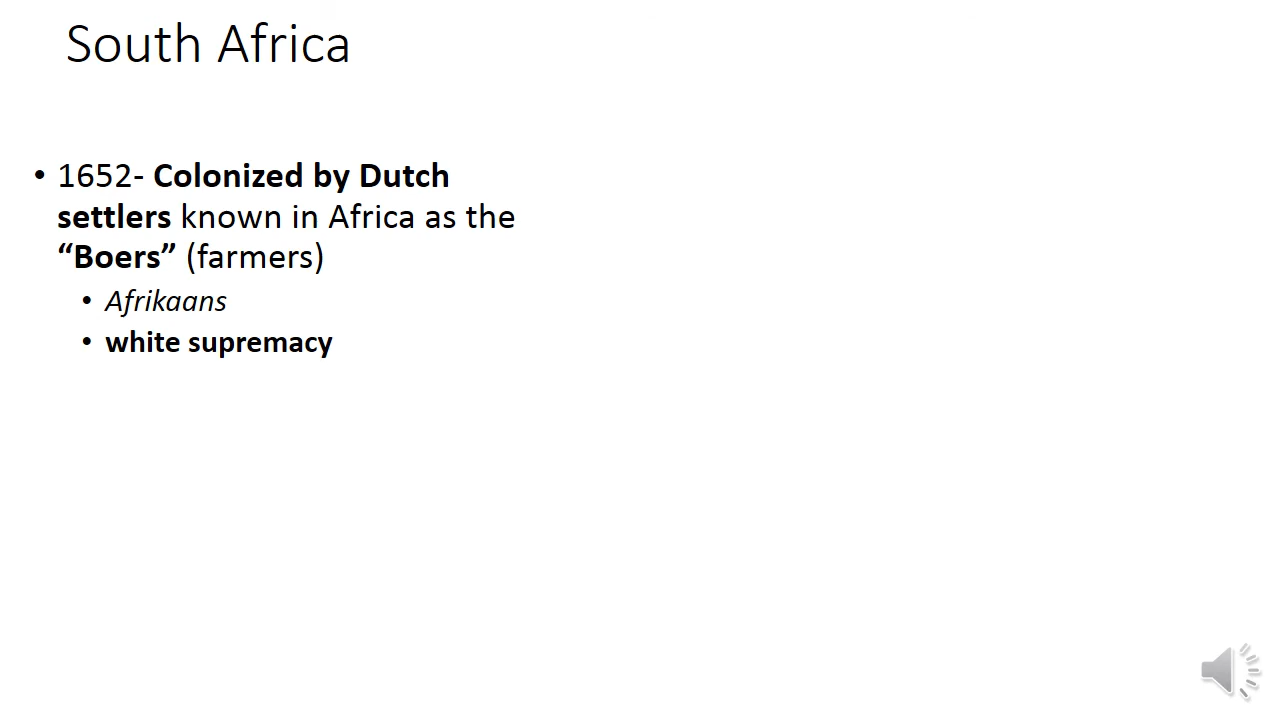 South Africa
• 1652- Colonized by Dutch
settlers known in Africa as the
“Boers” (farmers)
• Afrikaans
• white supremacy